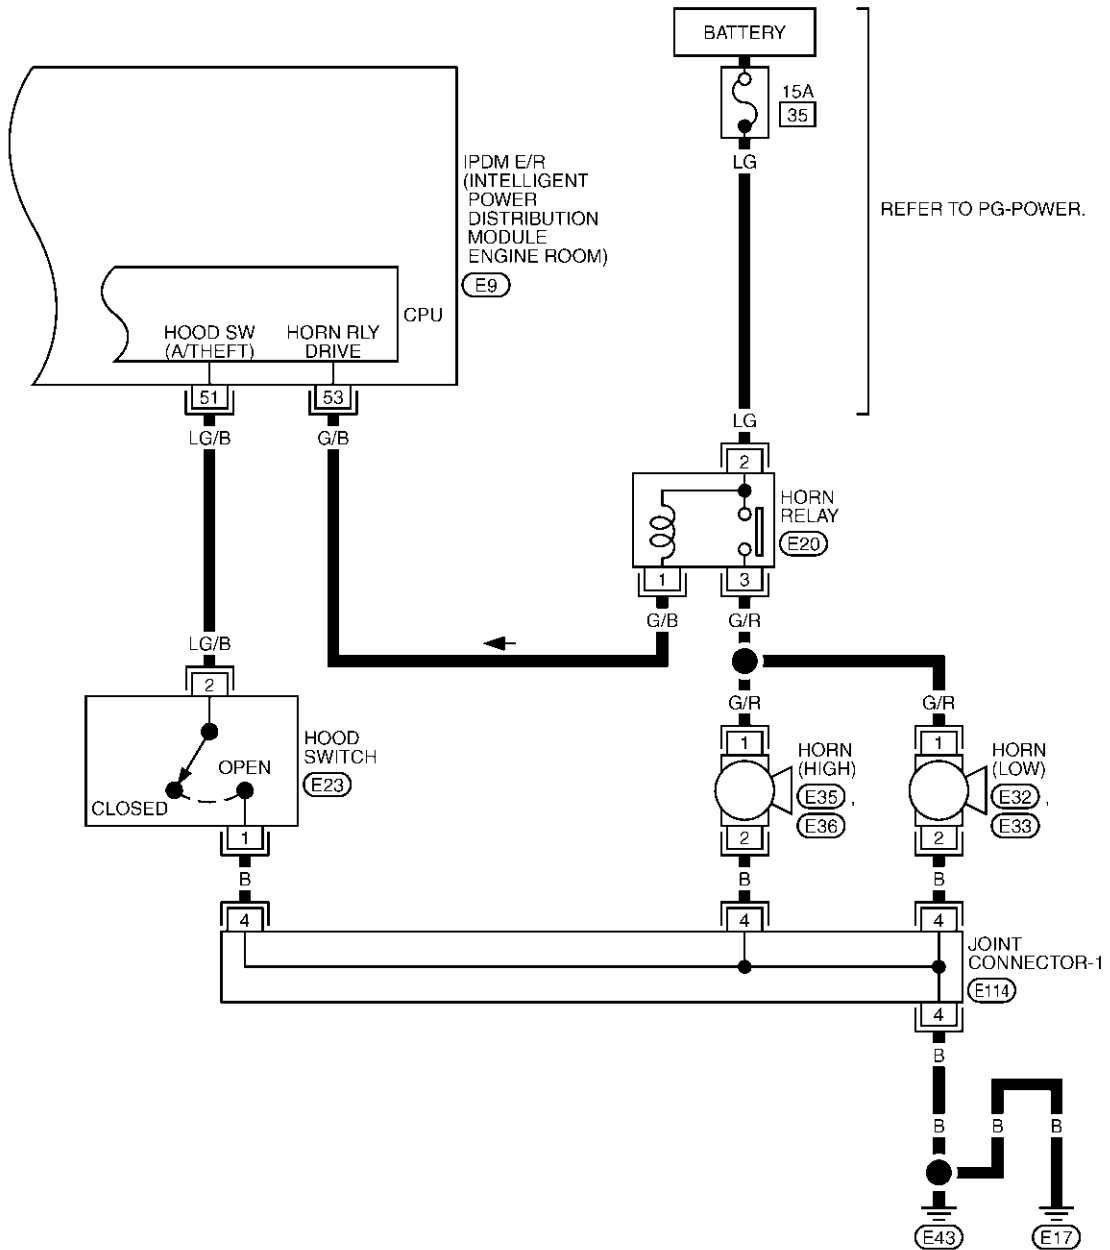 BATTERY
15A
35
LG
REFER TO PG-POWER.
IPDM E/R
(INTELLIGENT
POWER
DISTRIBUTION
MODULE
ENGINE ROOM)
E9
CPU
HOOD SW
(A/THEFT)
HORN RLY
DRIVE
51
53
LG/B
G/B
LG
2
HORN
RELAY
E20
1
3
G/B
G/R
LG/B
2
HOOD
SWITCH
E23
OPEN
CLOSED
1
B
4
G/R
1
HORN
(HIGH)
E35 ,
E36
2
B
4
G/R
1
HORN
(LOW)
E32 ,
E33
2
B
4
JOINT
CONNECTOR-1
E114
4
B
B
B
B
E43
E17